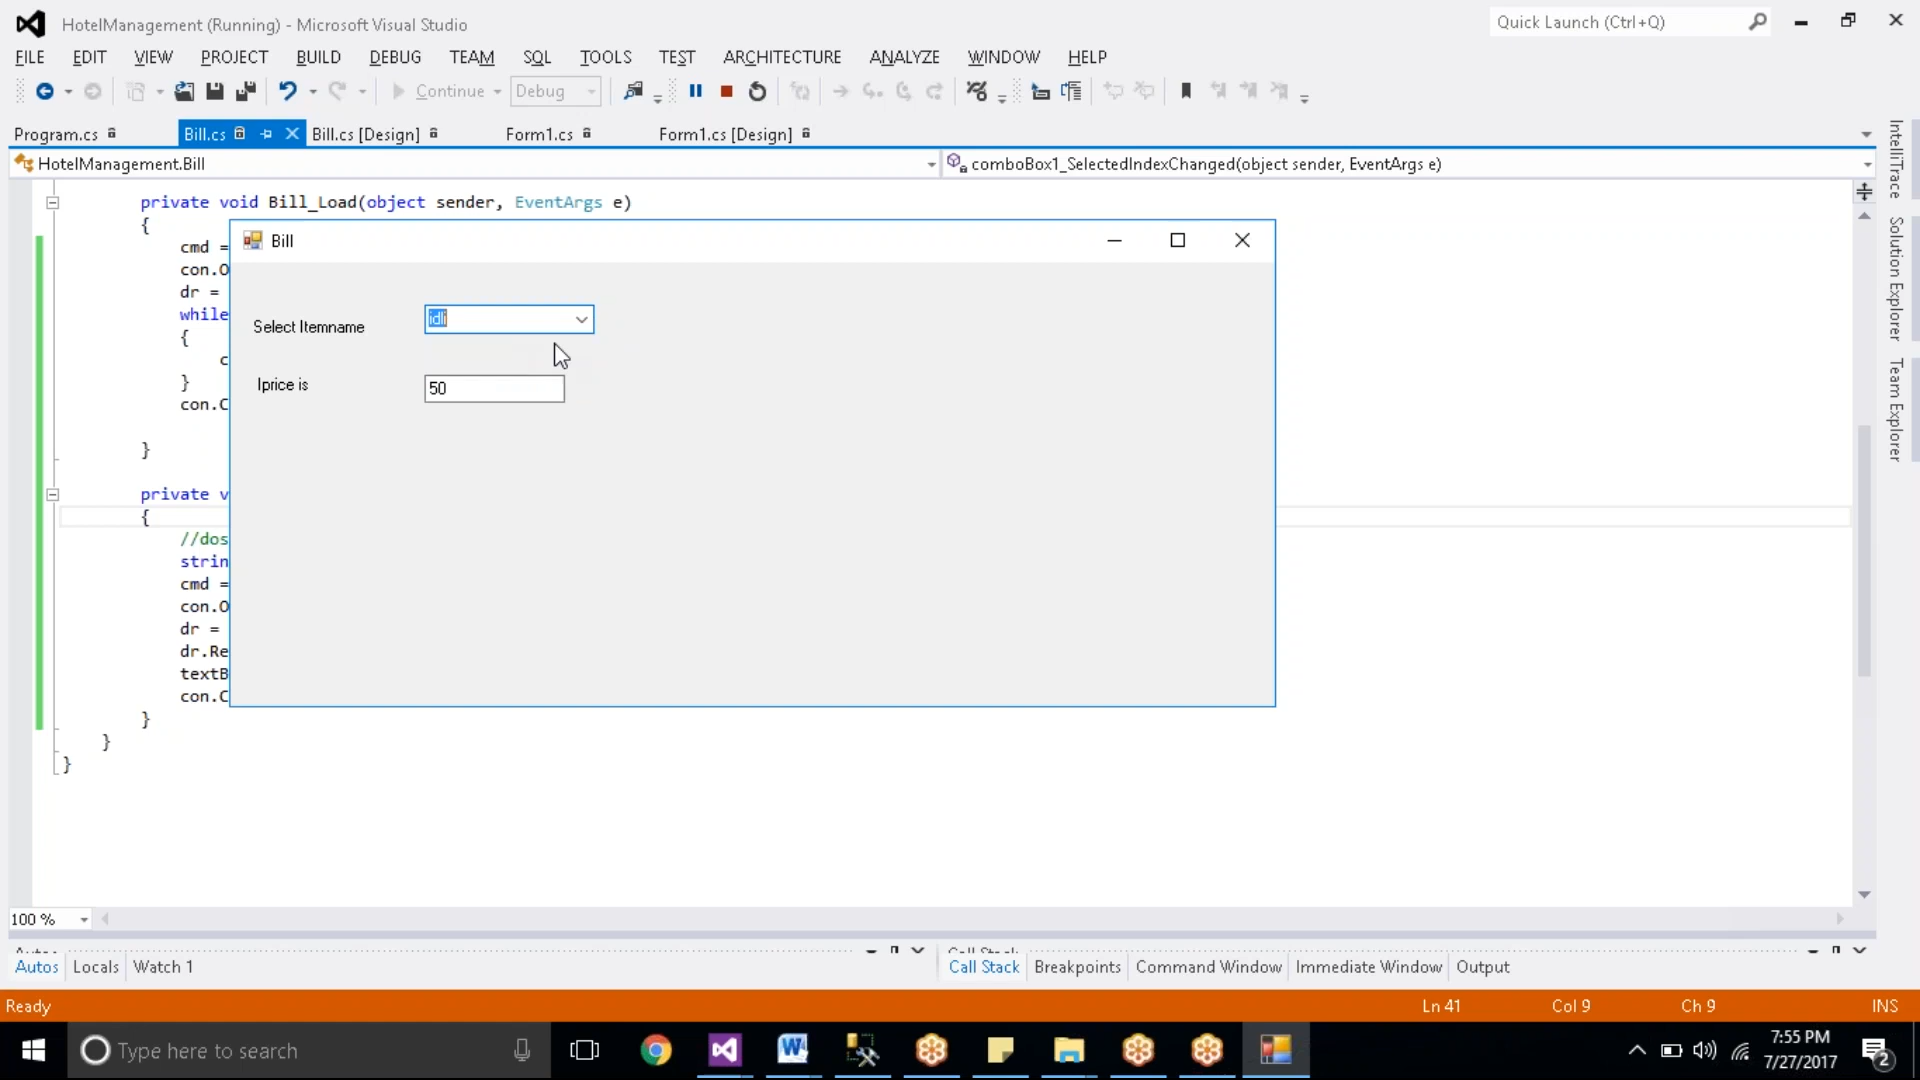 HotelManagement (Running) - Microsoft Visual Studio
Quick Launch (Ctrl+Q)
FILE EDIT VIEW PROJECT BUILD DEBUG TEAM SQL TOOLS TEST ARCHITECTURE ANALYZE WINDOW HELP
Continue Debug
Program.cs Bill.cs Bill.cs [Design] Form1.cs Form1.cs [Design]
HotelManagement.Bill comboBox1_SelectedIndexChanged(object sender, EventArgs e)
IntelliTrace
Solution Explorer
Team Explorer
private void Bill_Load(object sender, EventArgs e)
{
cmd =
con.O
dr =
while
{
c
}
con.C
}
private v
{
//dos
strin
cmd =
con.O
dr =
dr.Re
textB
con.C
}
}
}
Bill
Select Itemname idli
Iprice is 50
100 %
Autos Locals Watch 1
Call Stack Breakpoints Command Window Immediate Window Output
Ready Ln 41 Col 9 Ch 9 INS
Type here to search
7:55 PM
7/27/2017
2